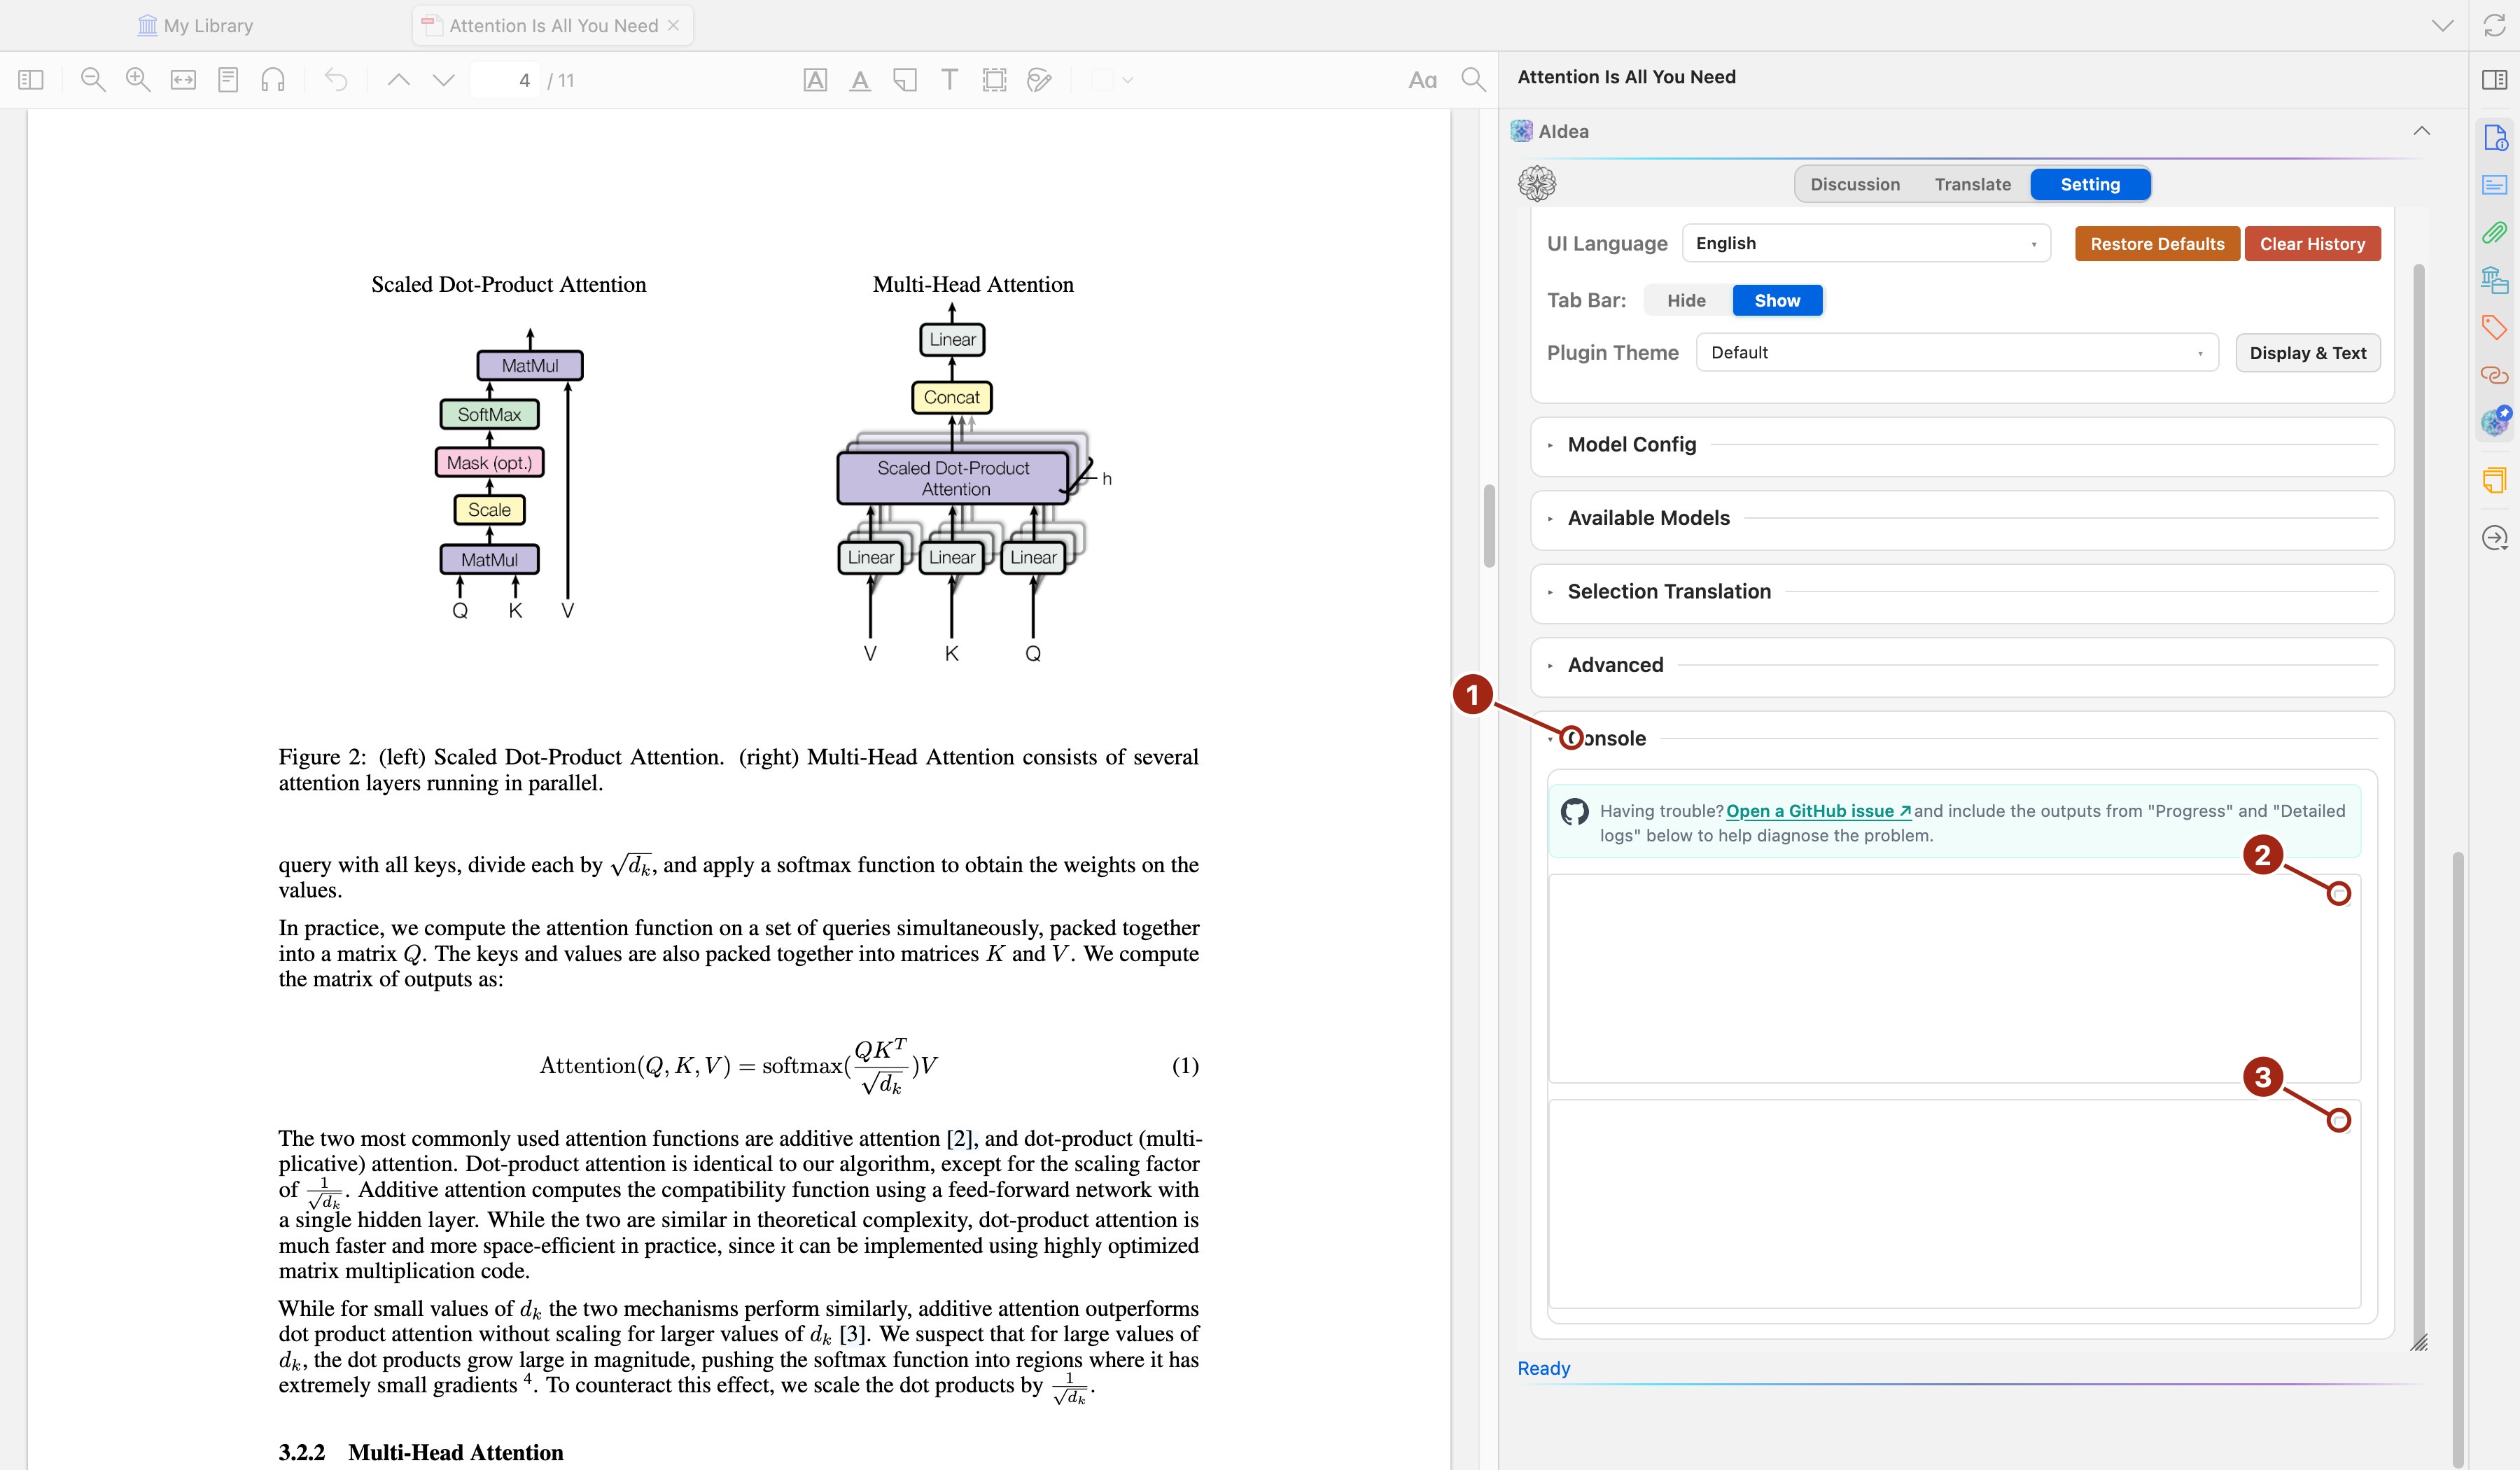 My Library
Attention Is All You Need
4 / 11
Aa
Scaled Dot-Product Attention
MatMul
SoftMax
Mask (opt.)
Scale
MatMul
Q K V
Multi-Head Attention
Linear
Concat
Scaled Dot-Product
Attention
h
Linear Linear Linear
V K Q
Figure 2: (left) Scaled Dot-Product Attention. (right) Multi-Head Attention consists of several
attention layers running in parallel.
query with all keys, divide each by √dₖ, and apply a softmax function to obtain the weights on the
values.
In practice, we compute the attention function on a set of queries simultaneously, packed together
into a matrix Q. The keys and values are also packed together into matrices K and V. We compute
the matrix of outputs as:
Attention(Q, K, V) = softmax(QKᵀ/√dₖ)V (1)
The two most commonly used attention functions are additive attention [2], and dot-product (multi-
plicative) attention. Dot-product attention is identical to our algorithm, except for the scaling factor
of 1/√dₖ. Additive attention computes the compatibility function using a feed-forward network with
a single hidden layer. While the two are similar in theoretical complexity, dot-product attention is
much faster and more space-efficient in practice, since it can be implemented using highly optimized
matrix multiplication code.
While for small values of dₖ the two mechanisms perform similarly, additive attention outperforms
dot product attention without scaling for larger values of dₖ [3]. We suspect that for large values of
dₖ, the dot products grow large in magnitude, pushing the softmax function into regions where it has
extremely small gradients ⁴. To counteract this effect, we scale the dot products by 1/√dₖ.
3.2.2 Multi-Head Attention
Attention Is All You Need
AIdea
Discussion Translate Setting
UI Language English Restore Defaults Clear History
Tab Bar: Hide Show
Plugin Theme Default Display & Text
Model Config
Available Models
Selection Translation
Advanced
1
Console
Having trouble? Open a GitHub issue ↗ and include the outputs from "Progress" and "Detailed
logs" below to help diagnose the problem.
2
3
Ready